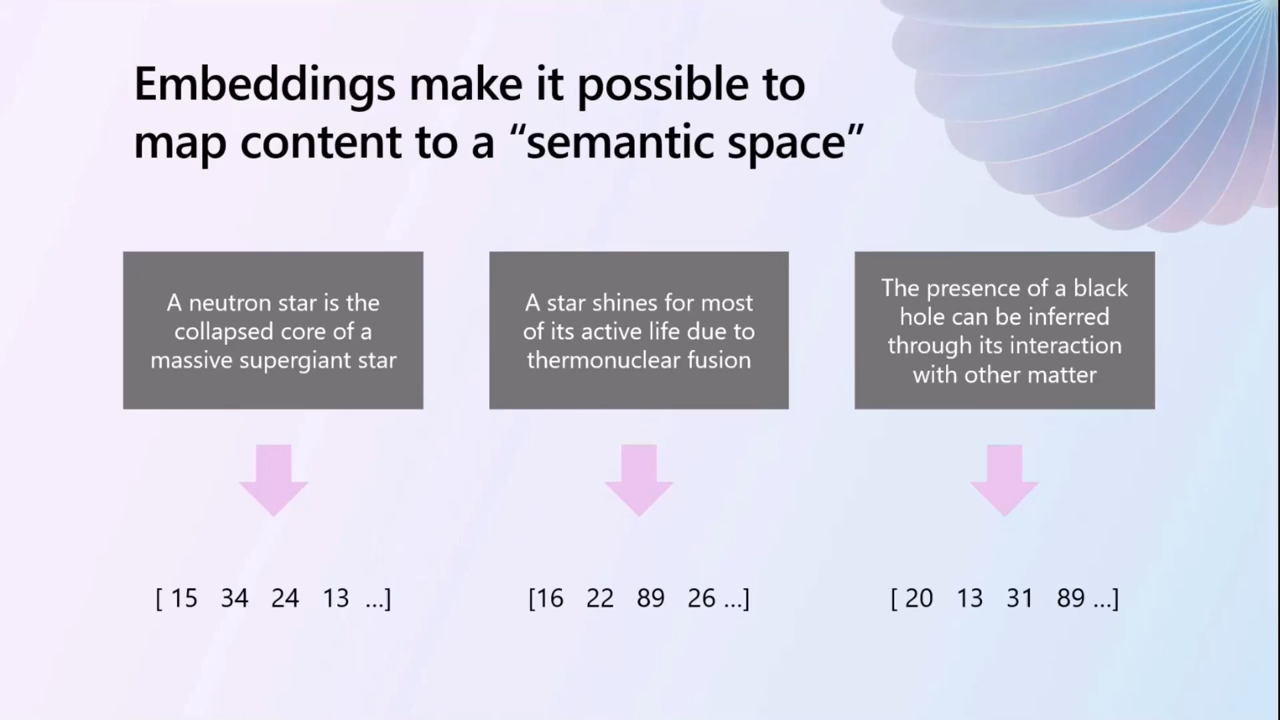 Embeddings make it possible to
map content to a “semantic space”
A neutron star is the
collapsed core of a
massive supergiant star
A star shines for most
of its active life due to
thermonuclear fusion
The presence of a black
hole can be inferred
through its interaction
with other matter
[ 15 34 24 13 ...]
[16 22 89 26 ...]
[ 20 13 31 89 ...]